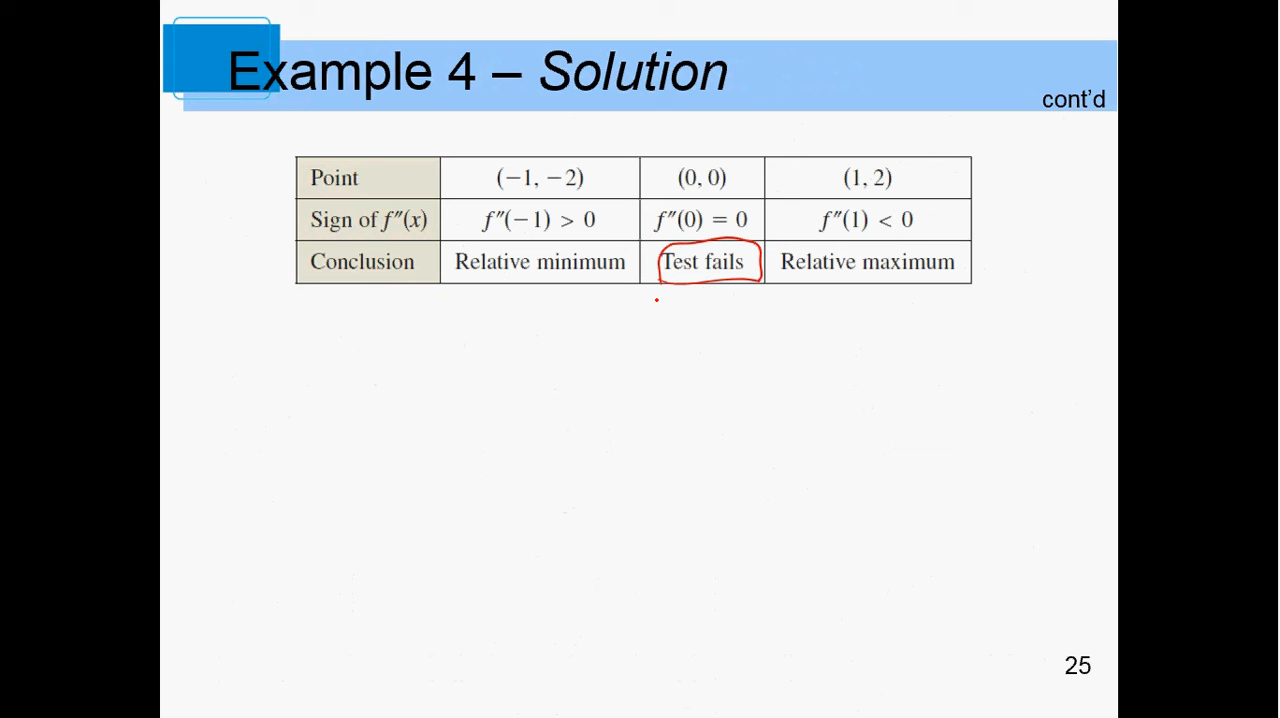 Example 4 – Solution
cont'd
Point (−1, −2) (0, 0) (1, 2)
Sign of f″(x) f″(−1) > 0 f″(0) = 0 f″(1) < 0
Conclusion Relative minimum Test fails Relative maximum
25